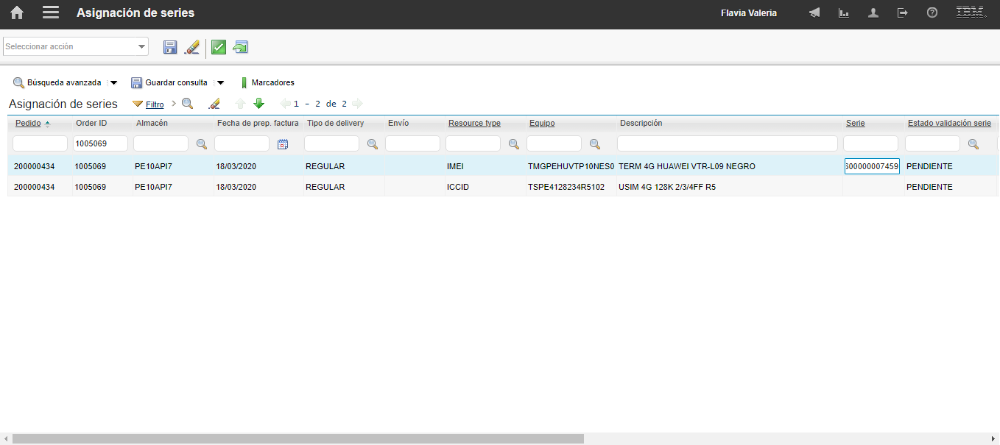 Asignación de series Flavia Valeria IBM.
Seleccionar acción
Búsqueda avanzada Guardar consulta Marcadores
Asignación de series Filtro 1 - 2 de 2
Pedido Order ID Almacén Fecha de prep. factura Tipo de delivery Envío Resource type Equipo Descripción Serie Estado validación serie
1005069
200000434 1005069 PE10API7 18/03/2020 REGULAR IMEI TMGPEHUVTP10NES0 TERM 4G HUAWEI VTR-L09 NEGRO 600000007459 PENDIENTE
200000434 1005069 PE10API7 18/03/2020 REGULAR ICCID TSPE4128234R5102 USIM 4G 128K 2/3/4FF R5 PENDIENTE